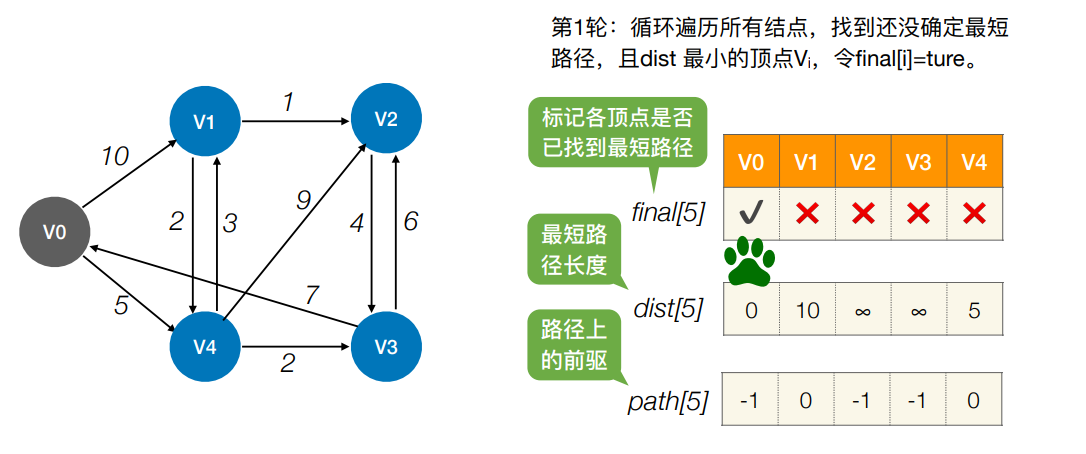 第1轮：循环遍历所有结点，找到还没确定最短
路径，且dist 最小的顶点Vi，令final[i]=ture。
标记各顶点是否
已找到最短路径
V0 V1 V2 V3 V4
final[5]
最短路
径长度
dist[5] 0 10 ∞ ∞ 5
路径上
的前驱
path[5] -1 0 -1 -1 0
V1 1 V2
10
9
2 3 4 6
V0
5 7
V4 2 V3